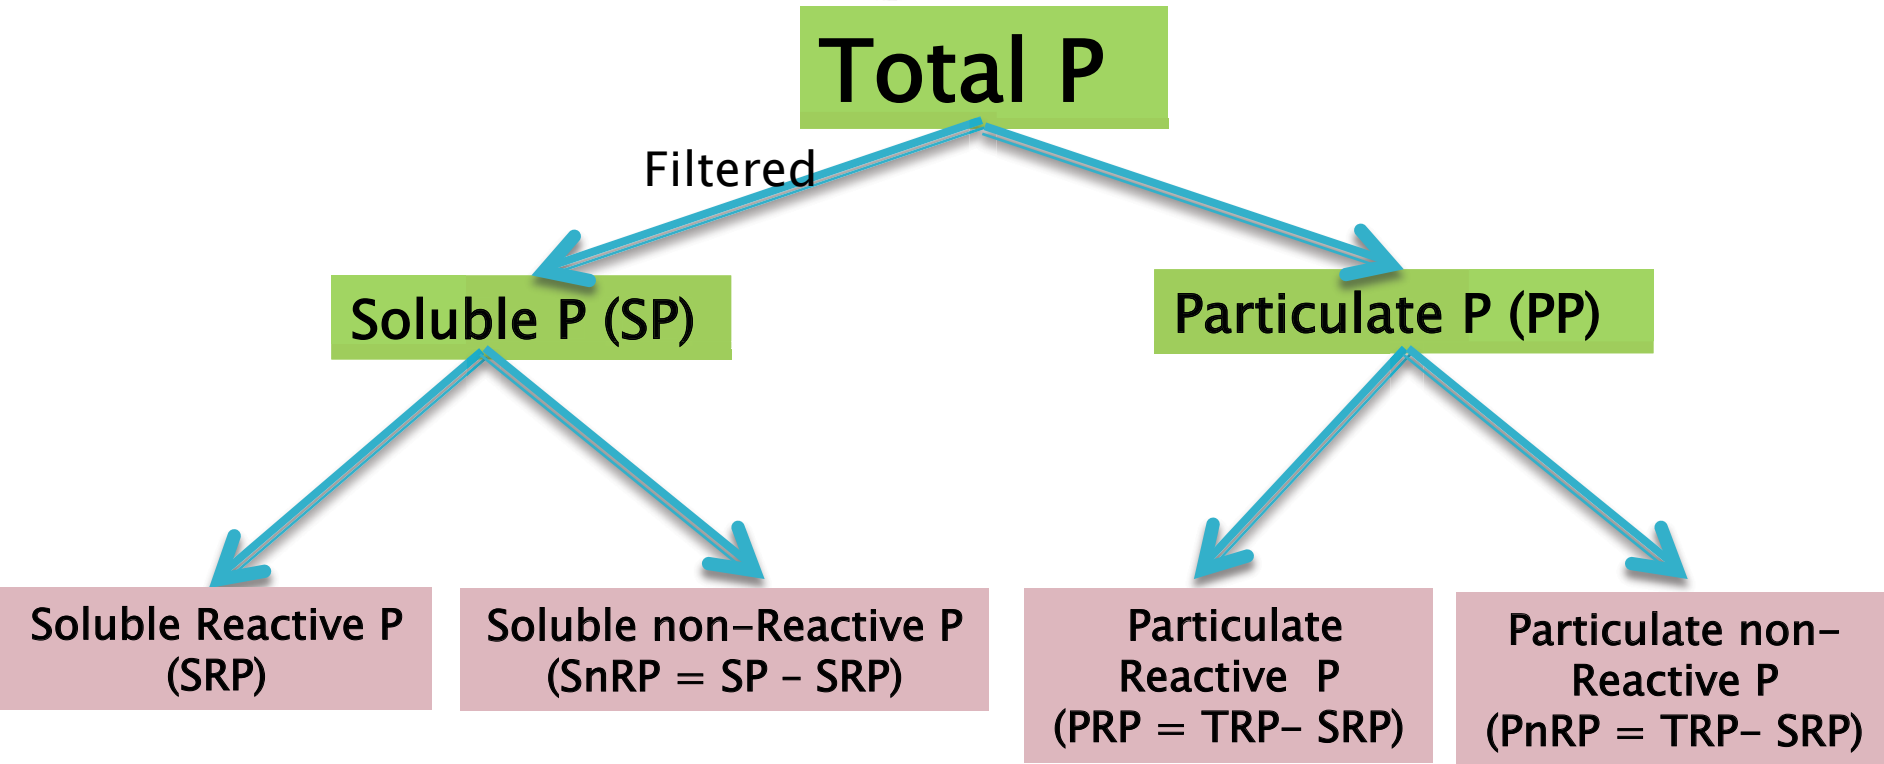 Total P
Filtered
Soluble P (SP)
Particulate P (PP)
Soluble Reactive P
(SRP)
Soluble non-Reactive P
(SnRP = SP - SRP)
Particulate
Reactive P
(PRP = TRP- SRP)
Particulate non-
Reactive P
(PnRP = TRP- SRP)